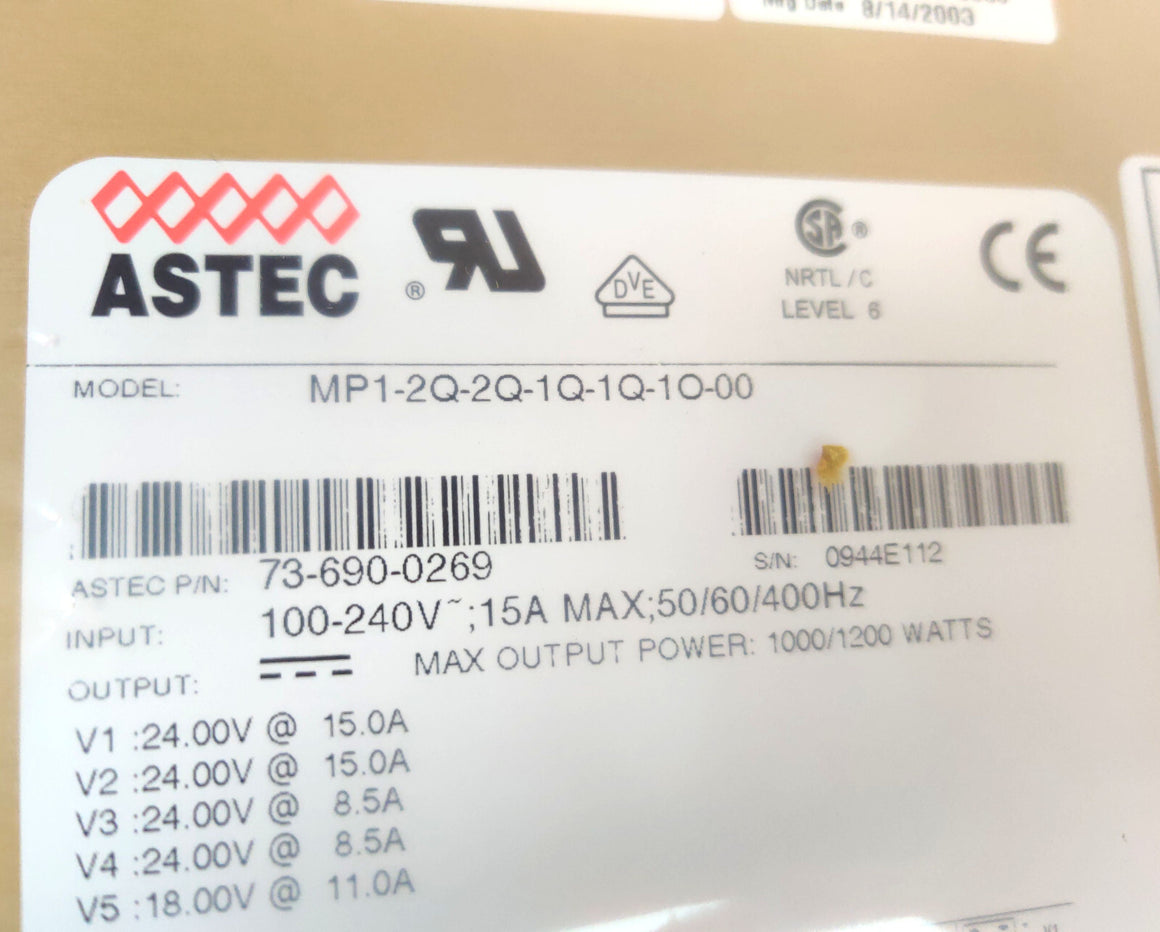 Mfg Date 8/14/2003
ASTEC
®
DVE
SA ®
NRTL/C
LEVEL 6
CE
MODEL: MP1-2Q-2Q-1Q-1Q-1O-00
ASTEC P/N: 73-690-0269
S/N: 0944E112
INPUT: 100-240V~;15A MAX;50/60/400Hz
OUTPUT: MAX OUTPUT POWER: 1000/1200 WATTS
V1 :24.00V @ 15.0A
V2 :24.00V @ 15.0A
V3 :24.00V @ 8.5A
V4 :24.00V @ 8.5A
V5 :18.00V @ 11.0A